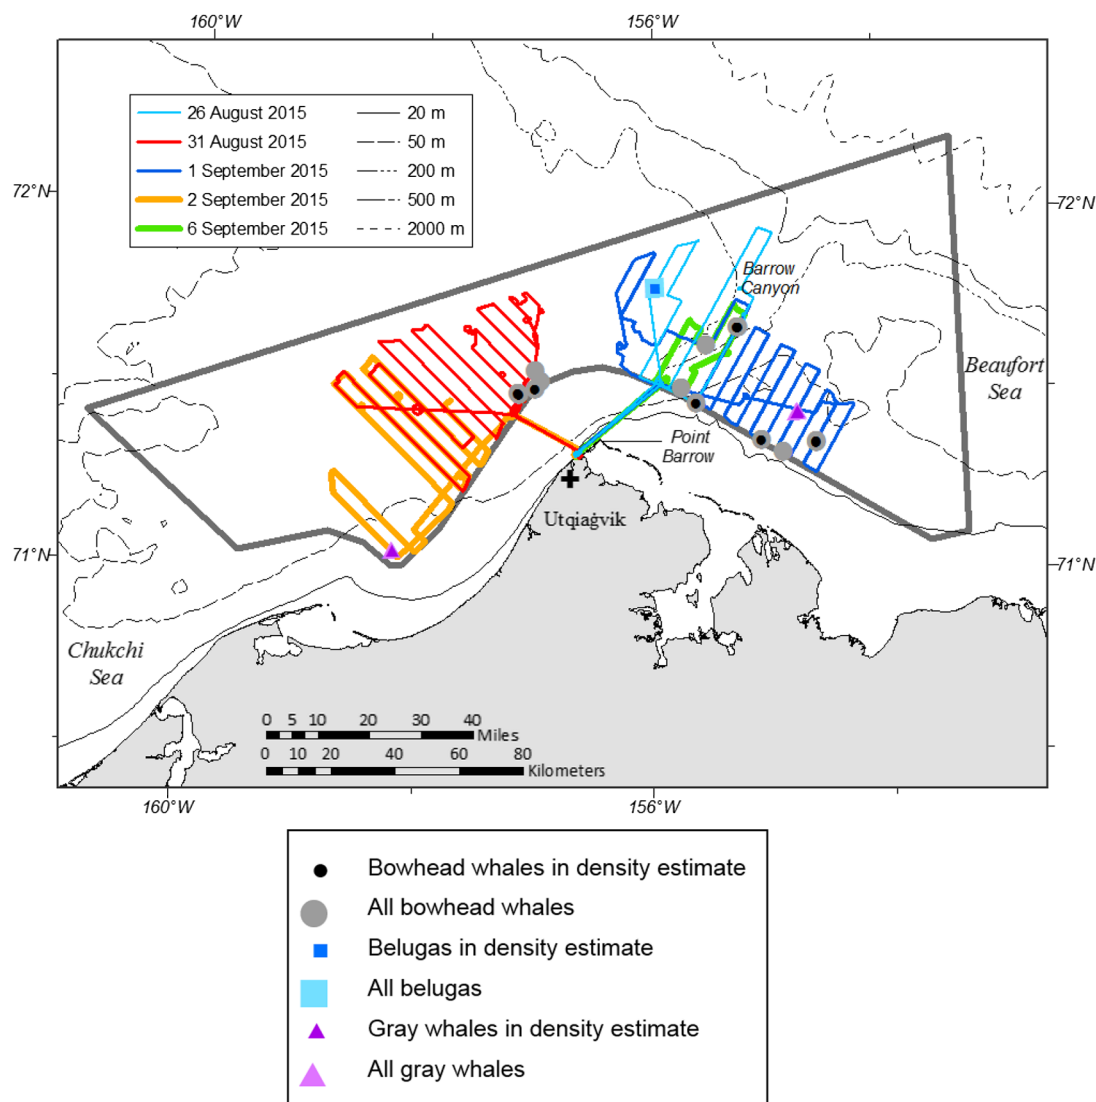 160°W
156°W
26 August 2015
20 m
31 August 2015
50 m
1 September 2015
200 m
2 September 2015
500 m
6 September 2015
2000 m
72°N
72°N
Barrow
Canyon
Beaufort
Sea
Point
Barrow
Utqiaġvik
71°N
71°N
Chukchi
Sea
0 5 10 20 30 40
Miles
0 10 20 40 60 80
Kilometers
160°W
156°W
Bowhead whales in density estimate
All bowhead whales
Belugas in density estimate
All belugas
Gray whales in density estimate
All gray whales